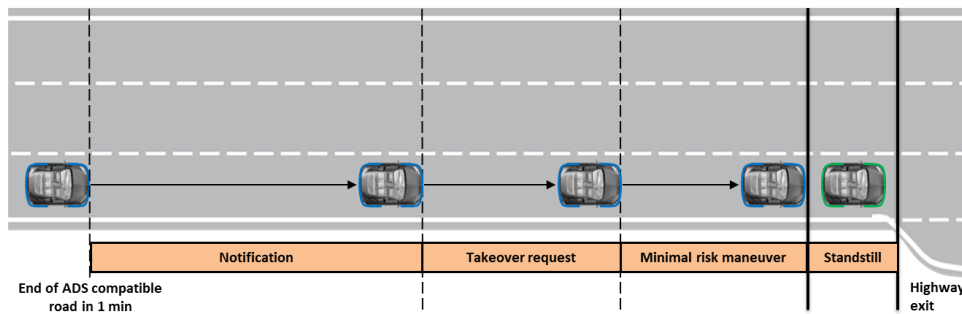 Notification
Takeover request
Minimal risk maneuver
Standstill
End of ADS compatible
road in 1 min
Highway
exit